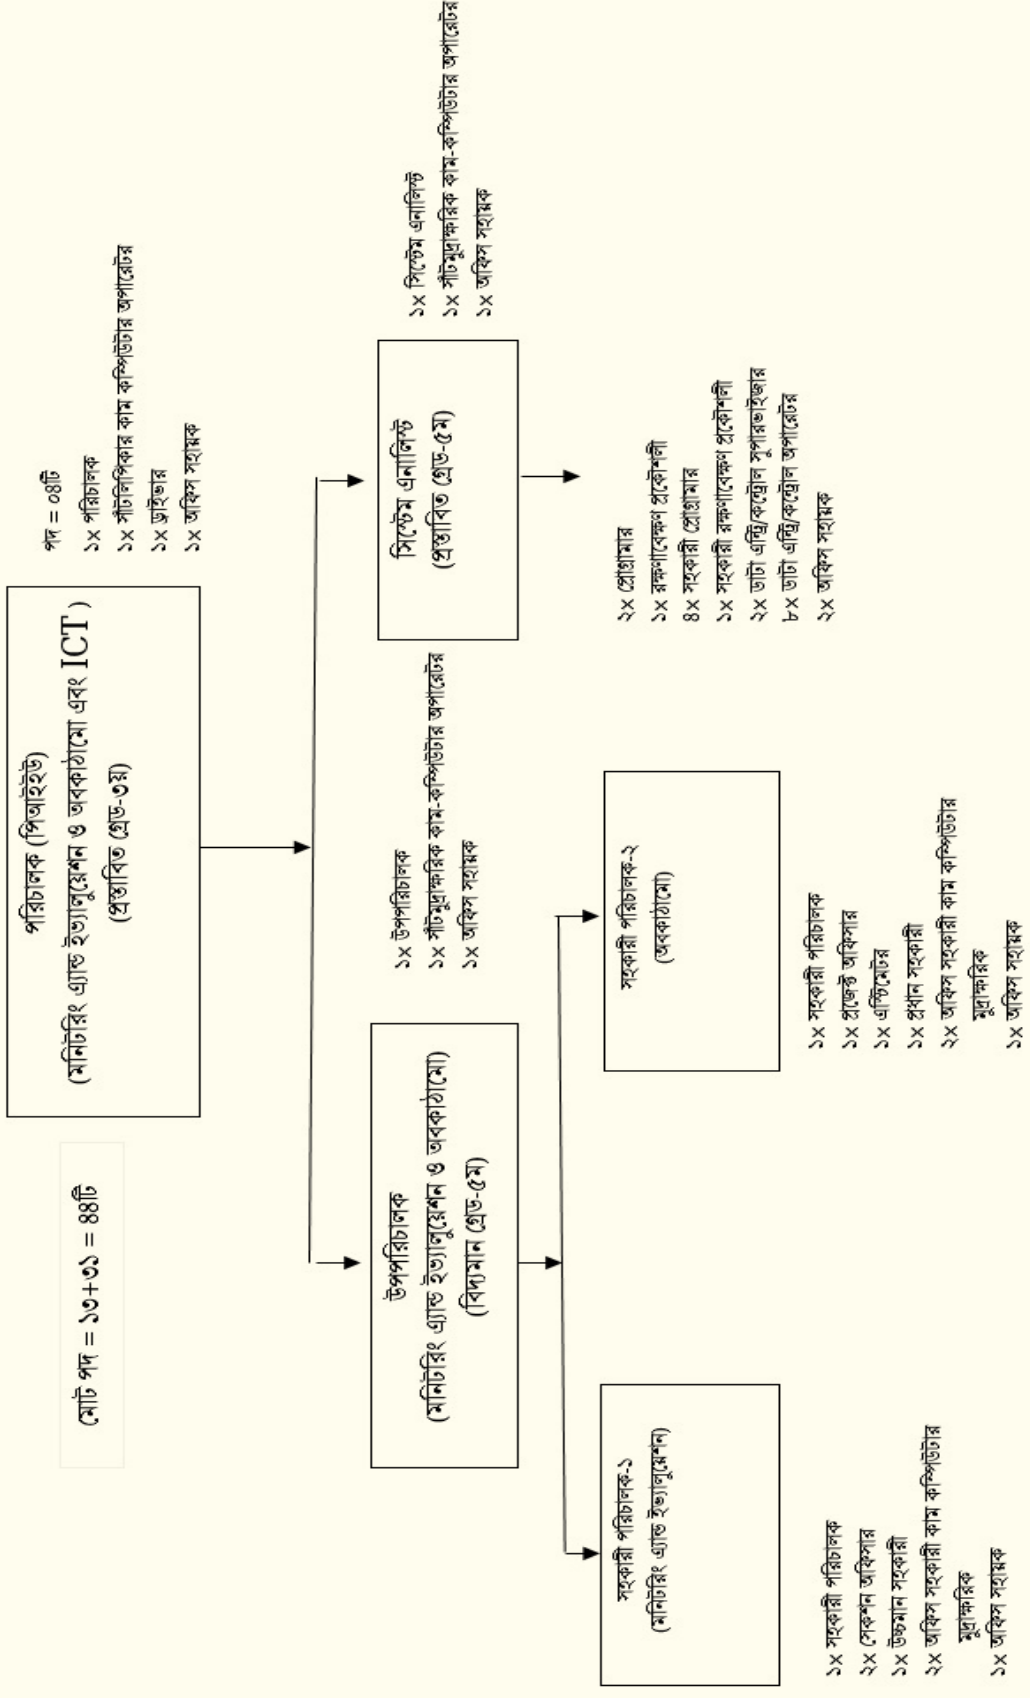 মোট পদ = ১৩+৩১ = ৪৪টি
পরিচালক (পিআইইউ)
(মনিটরিং এ্যান্ড ইভ্যালুয়েশন ও অবকাঠামো এবং ICT )
(প্রস্তাবিত গ্রেড-৩য়)
পদ = ০৪টি
১x পরিচালক
১x সাঁটলিপিকার কাম কম্পিউটার অপারেটর
১x ড্রাইভার
১x অফিস সহায়ক
উপপরিচালক
(মনিটরিং এ্যান্ড ইভ্যালুয়েশন ও অবকাঠামো)
(বিদ্যমান গ্রেড-৫ম)
১x উপপরিচালক
১x সাঁটমুদ্রাক্ষরিক কাম-কম্পিউটার অপারেটর
১x অফিস সহায়ক
সিস্টেম এনালিস্ট
(প্রস্তাবিত গ্রেড-৫ম)
১x সিস্টেম এনালিস্ট
১x সাঁটমুদ্রাক্ষরিক কাম-কম্পিউটার অপারেটর
১x অফিস সহায়ক
সহকারী পরিচালক-১
(মনিটরিং এ্যান্ড ইভ্যালুয়েশন)
১x সহকারী পরিচালক
২x সেকশন অফিসার
১x উচ্চমান সহকারী
২x অফিস সহকারী কাম কম্পিউটার
মুদ্রাক্ষরিক
১x অফিস সহায়ক
সহকারী পরিচালক-২
(অবকাঠামো)
১x সহকারী পরিচালক
১x প্রজেক্ট অফিসার
১x এস্টিমেটর
১x প্রধান সহকারী
২x অফিস সহকারী কাম কম্পিউটার
মুদ্রাক্ষরিক
১x অফিস সহায়ক
২x প্রোগ্রামার
১x রক্ষণাবেক্ষণ প্রকৌশলী
৪x সহকারী প্রোগ্রামার
১x সহকারী রক্ষণাবেক্ষণ প্রকৌশলী
২x ডাটা এন্ট্রি/কন্ট্রোল সুপারভাইজার
৮x ডাটা এন্ট্রি/কন্ট্রোল অপারেটর
২x অফিস সহায়ক